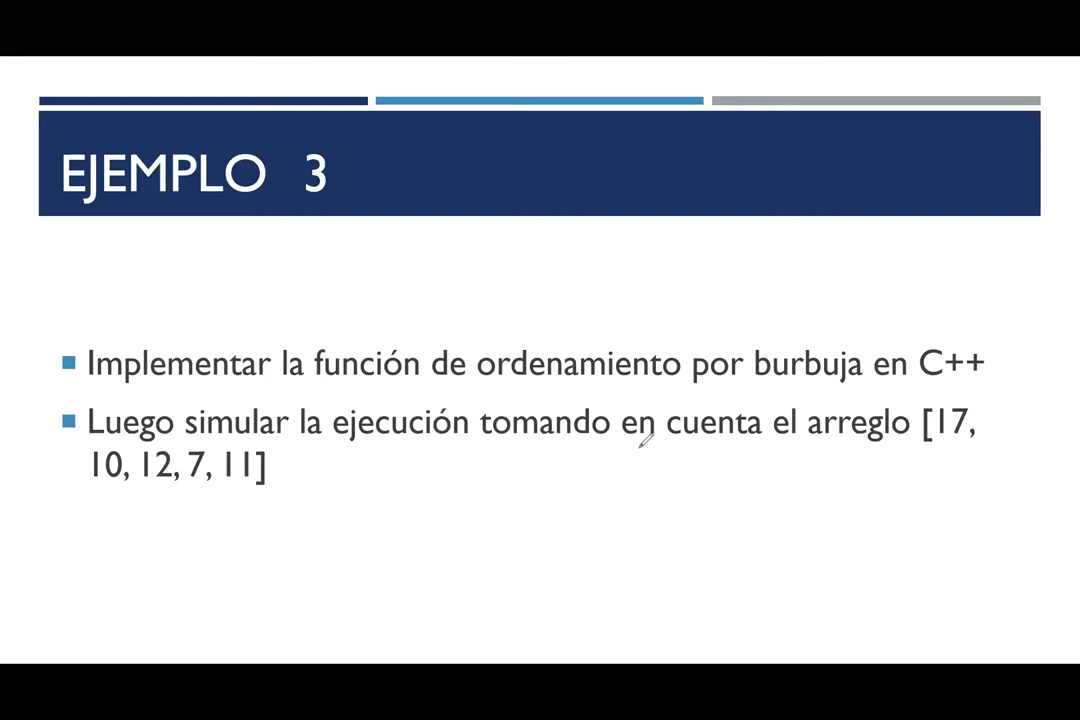 EJEMPLO 3
Implementar la función de ordenamiento por burbuja en C++
Luego simular la ejecución tomando en cuenta el arreglo [17,
10, 12, 7, 11]